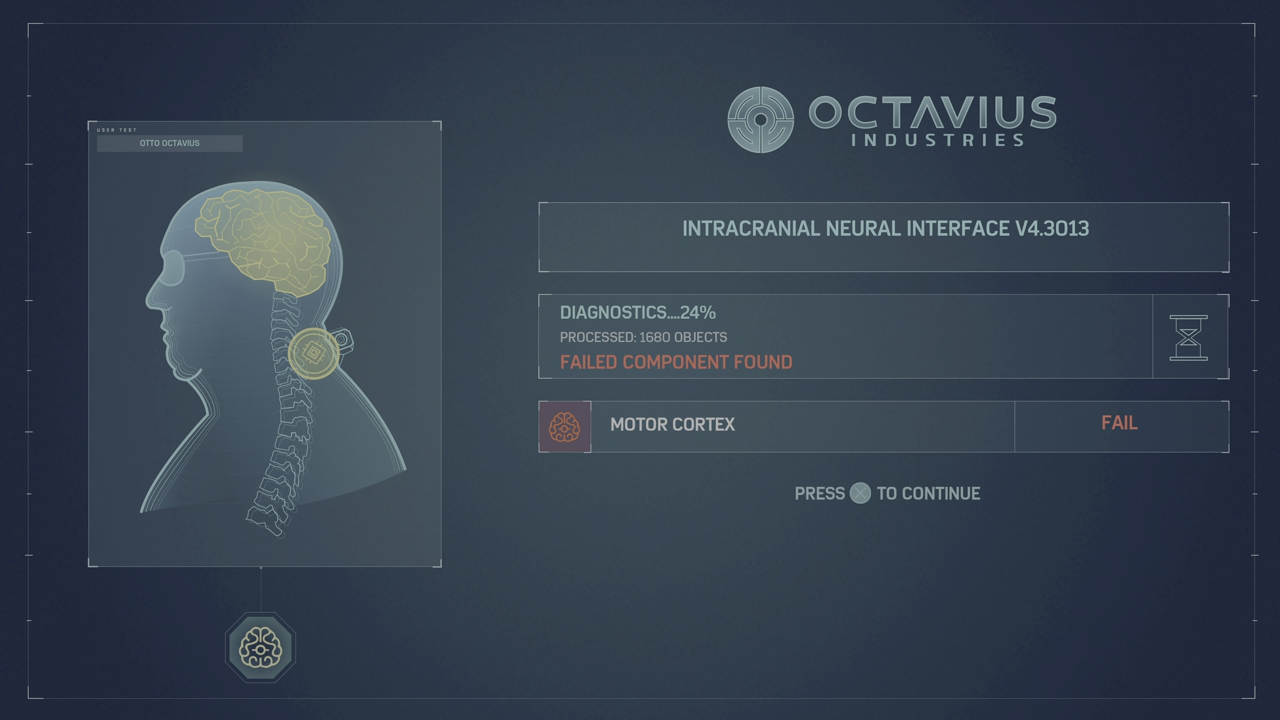 USER TEST
OTTO OCTAVIUS
OCTAVIUS
INDUSTRIES
INTRACRANIAL NEURAL INTERFACE V4.3013
DIAGNOSTICS....24%
PROCESSED: 1680 OBJECTS
FAILED COMPONENT FOUND
MOTOR CORTEX
FAIL
PRESS TO CONTINUE